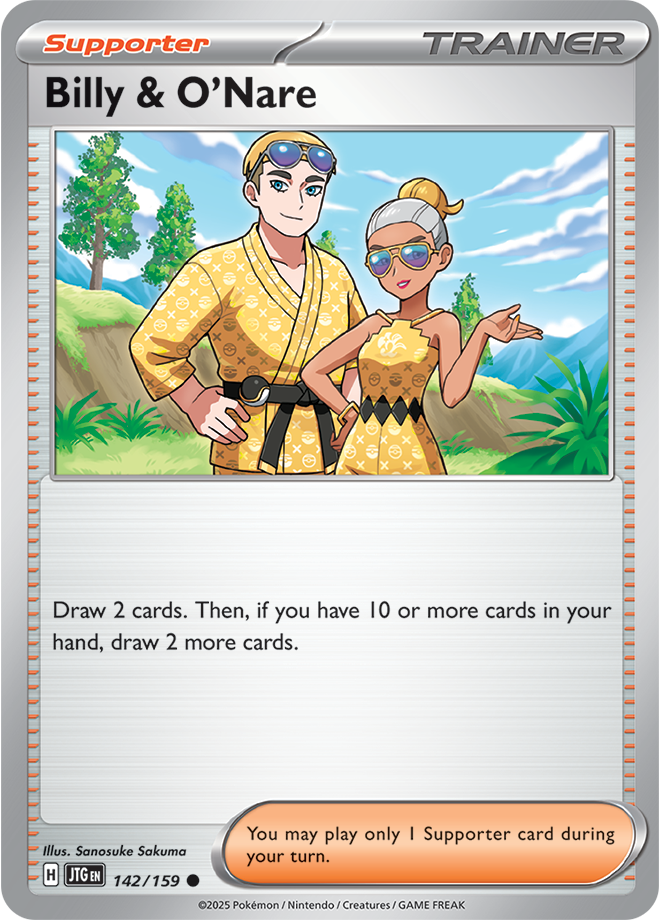 Supporter
TRAINER
Billy & O’Nare
Draw 2 cards. Then, if you have 10 or more cards in your
hand, draw 2 more cards.
You may play only 1 Supporter card during
your turn.
Illus. Sanosuke Sakuma
H JTG EN 142/159
©2025 Pokémon / Nintendo / Creatures / GAME FREAK